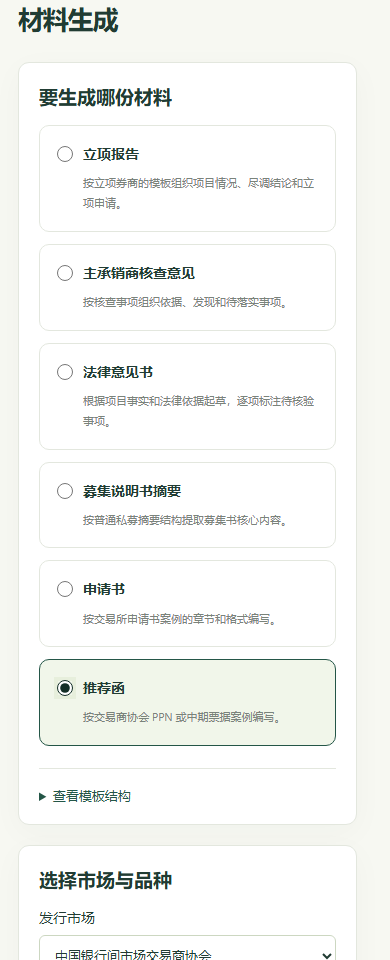 材料生成
要生成哪份材料
立项报告
按立项券商的模板组织项目情况、尽调结论和立
项申请。
主承销商核查意见
按核查事项组织依据、发现和待落实事项。
法律意见书
根据项目事实和法律依据起草，逐项标注待核验
事项。
募集说明书摘要
按普通私募摘要结构提取募集书核心内容。
申请书
按交易所申请书案例的章节和格式编写。
推荐函
按交易商协会 PPN 或中期票据案例编写。
查看模板结构
选择市场与品种
发行市场
中国银行间市场交易商协会